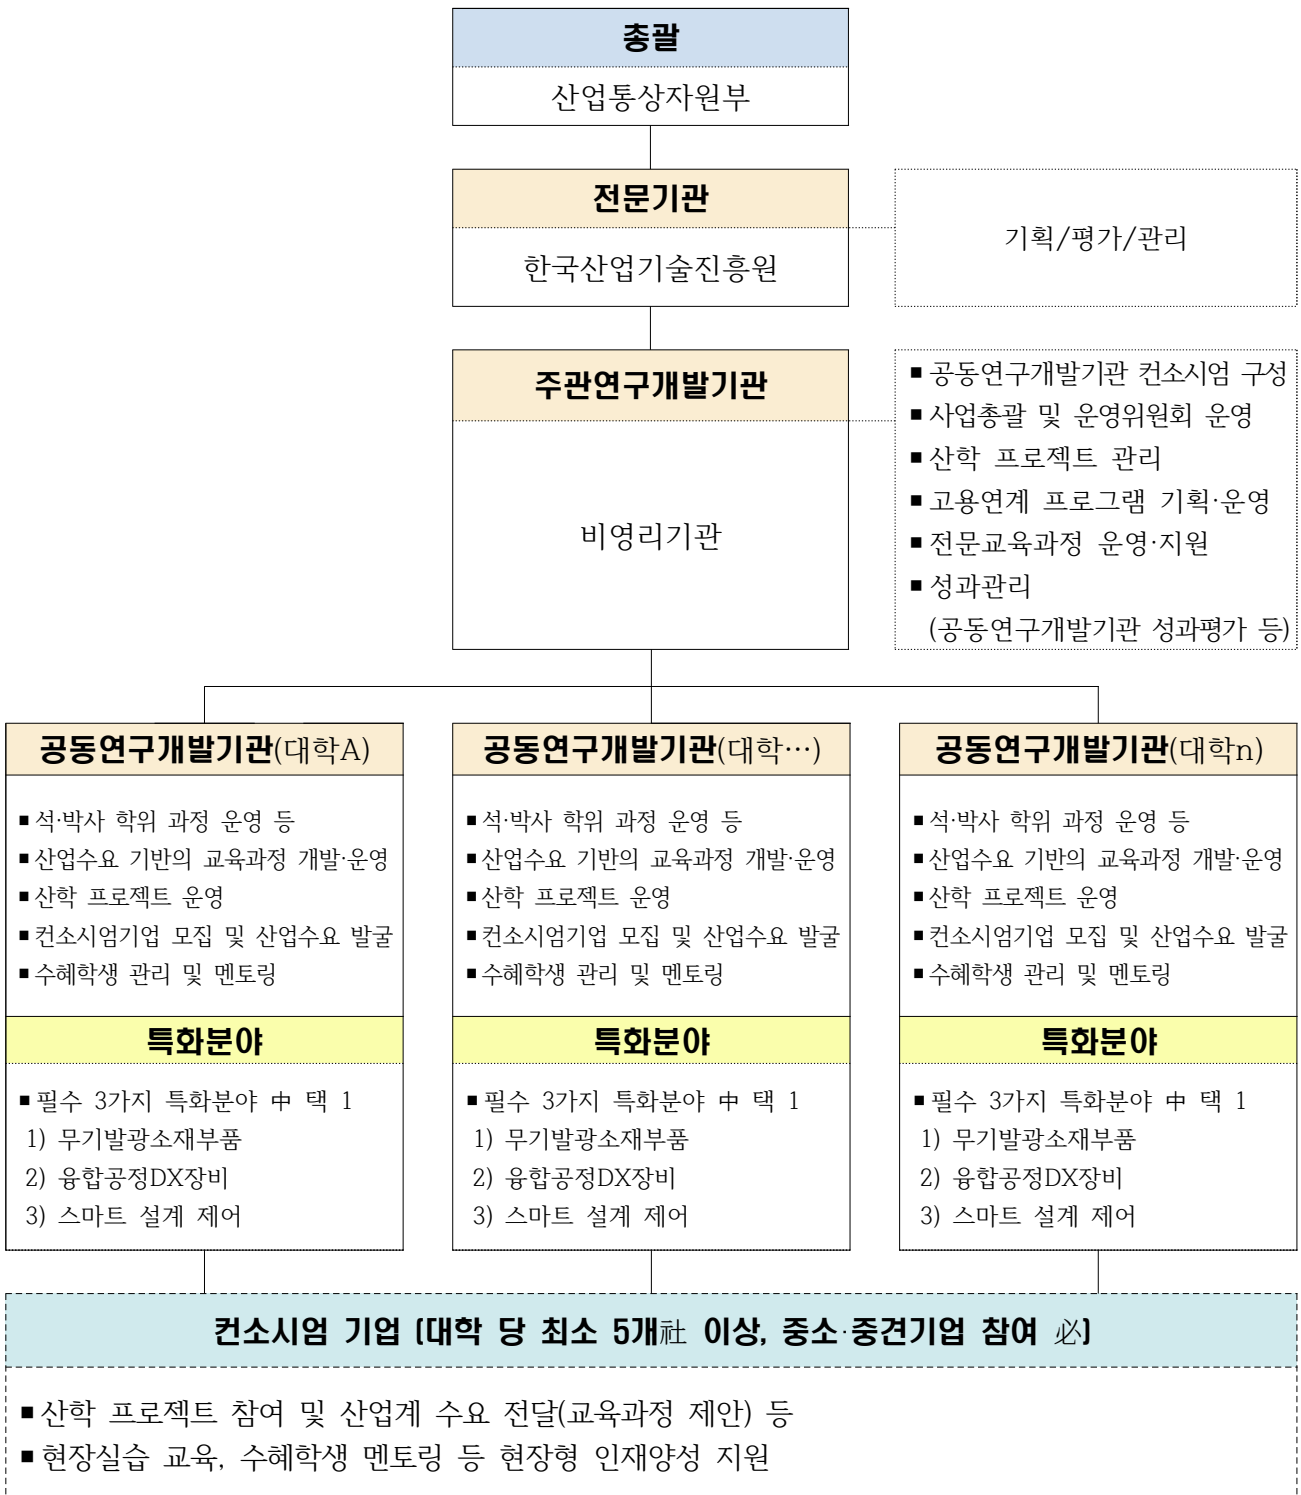 총괄
산업통상자원부
전문기관
한국산업기술진흥원
기획/평가/관리
주관연구개발기관
비영리기관
▪공동연구개발기관 컨소시엄 구성
▪사업총괄 및 운영위원회 운영
▪산학 프로젝트 관리
▪고용연계 프로그램 기획·운영
▪전문교육과정 운영·지원
▪성과관리
(공동연구개발기관 성과평가 등)
공동연구개발기관(대학A)
▪석·박사 학위 과정 운영 등
▪산업수요 기반의 교육과정 개발·운영
▪산학 프로젝트 운영
▪컨소시엄기업 모집 및 산업수요 발굴
▪수혜학생 관리 및 멘토링
특화분야
▪필수 3가지 특화분야 中 택 1
1) 무기발광소재부품
2) 융합공정DX장비
3) 스마트 설계 제어
공동연구개발기관(대학…)
▪석·박사 학위 과정 운영 등
▪산업수요 기반의 교육과정 개발·운영
▪산학 프로젝트 운영
▪컨소시엄기업 모집 및 산업수요 발굴
▪수혜학생 관리 및 멘토링
특화분야
▪필수 3가지 특화분야 中 택 1
1) 무기발광소재부품
2) 융합공정DX장비
3) 스마트 설계 제어
공동연구개발기관(대학n)
▪석·박사 학위 과정 운영 등
▪산업수요 기반의 교육과정 개발·운영
▪산학 프로젝트 운영
▪컨소시엄기업 모집 및 산업수요 발굴
▪수혜학생 관리 및 멘토링
특화분야
▪필수 3가지 특화분야 中 택 1
1) 무기발광소재부품
2) 융합공정DX장비
3) 스마트 설계 제어
컨소시엄 기업 (대학 당 최소 5개社 이상, 중소·중견기업 참여 必)
▪산학 프로젝트 참여 및 산업계 수요 전달(교육과정 제안) 등
▪현장실습 교육, 수혜학생 멘토링 등 현장형 인재양성 지원